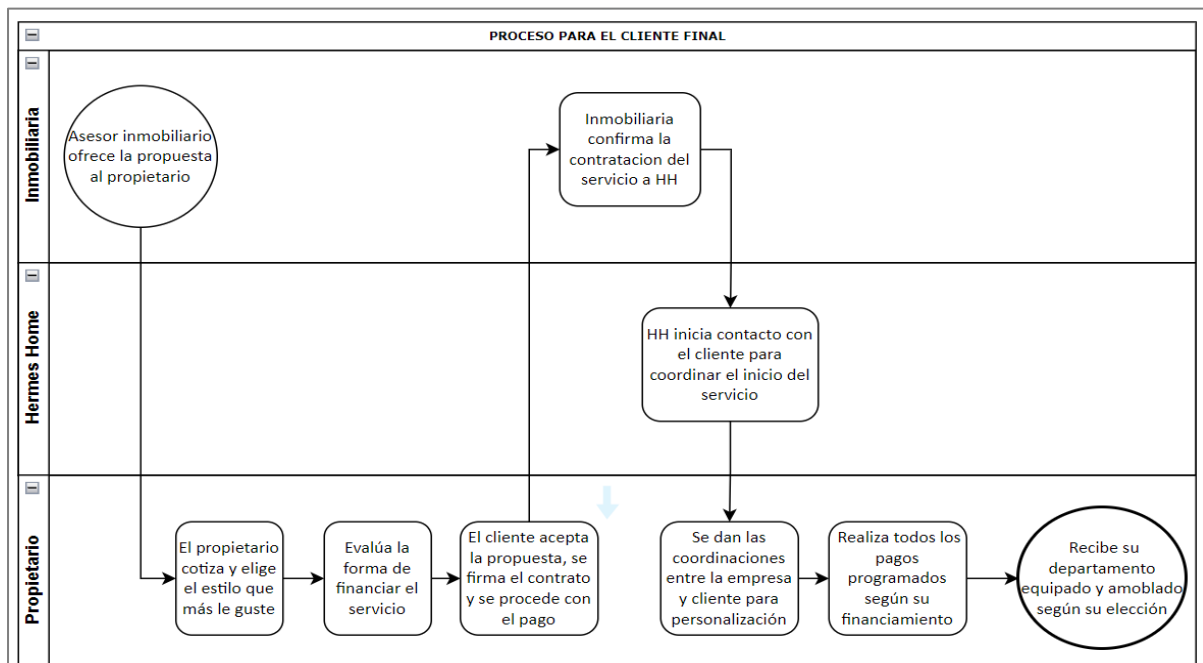 PROCESO PARA EL CLIENTE FINAL
Inmobiliaria
Asesor inmobiliario
ofrece la propuesta
al propietario
Inmobiliaria
confirma la
contratacion del
servicio a HH
Hermes Home
HH inicia contacto con
el cliente para
coordinar el inicio del
servicio
Propietario
El propietario
cotiza y elige
el estilo que
más le guste
Evalúa la
forma de
financiar el
servicio
El cliente acepta
la propuesta, se
firma el contrato
y se procede con
el pago
Se dan las
coordinaciones
entre la empresa
y cliente para
personalización
Realiza todos los
pagos
programados
según su
financiamiento
Recibe su
departamento
equipado y amoblado
según su elección